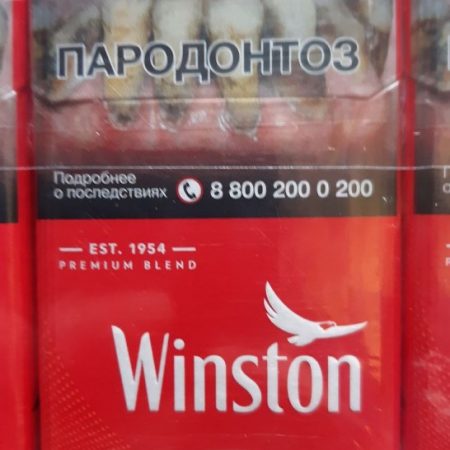 ПАРОДОНТОЗ
Подробнее
о последствиях 8 800 200 0 200
EST. 1954
PREMIUM BLEND
Winston